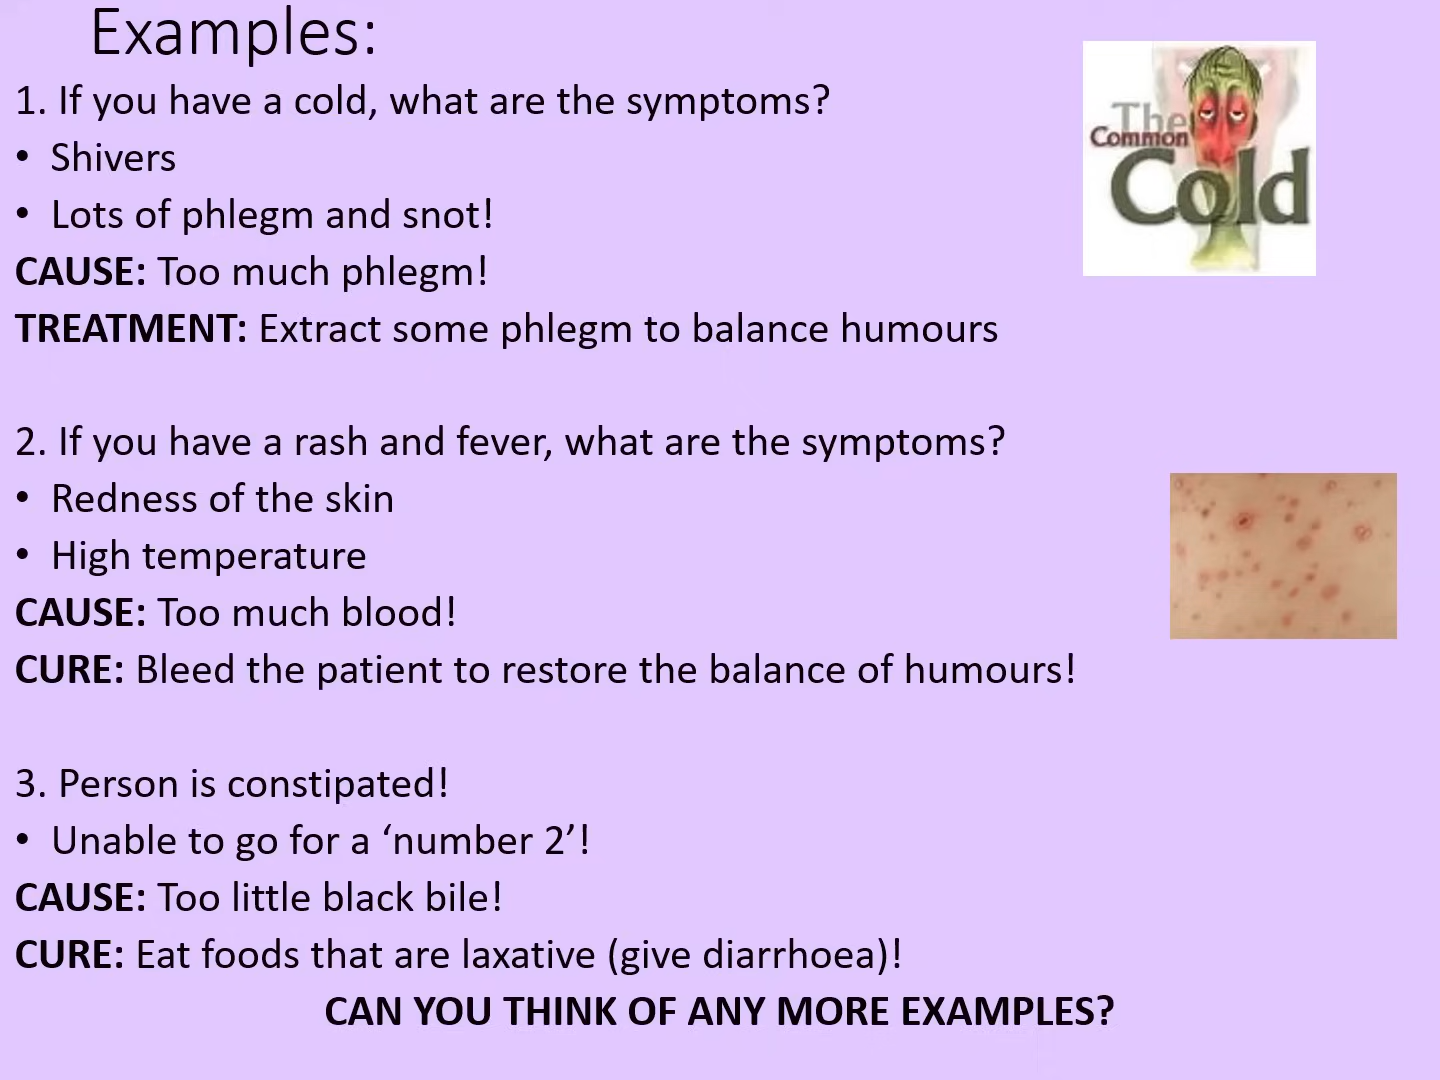 Examples:
1. If you have a cold, what are the symptoms?
• Shivers
• Lots of phlegm and snot!
CAUSE: Too much phlegm!
TREATMENT: Extract some phlegm to balance humours
The
Common
Cold
2. If you have a rash and fever, what are the symptoms?
• Redness of the skin
• High temperature
CAUSE: Too much blood!
CURE: Bleed the patient to restore the balance of humours!
3. Person is constipated!
• Unable to go for a ‘number 2’!
CAUSE: Too little black bile!
CURE: Eat foods that are laxative (give diarrhoea)!
CAN YOU THINK OF ANY MORE EXAMPLES?